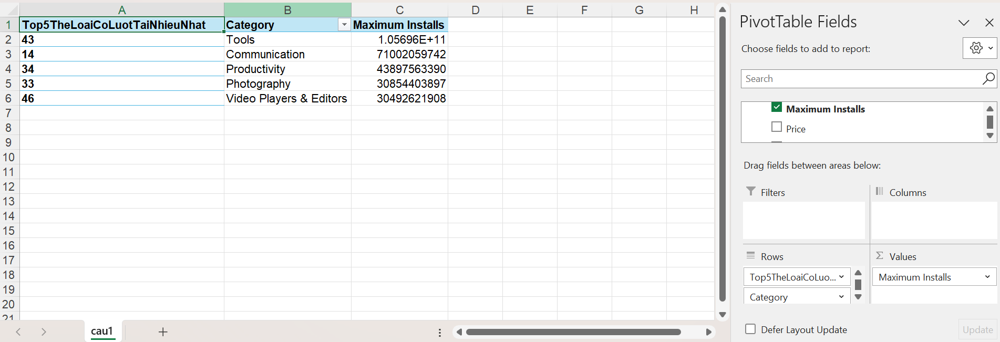 A B C D E F G H
1 Top5TheLoaiCoLuotTaiNhieuNhat Category Maximum Installs
2 43 Tools 1.05696E+11
3 14 Communication 71002059742
4 34 Productivity 43897563390
5 33 Photography 30854403897
6 46 Video Players & Editors 30492621908
7
8
9
10
11
12
13
14
15
16
17
18
19
20
21
cau1
PivotTable Fields
Choose fields to add to report:
Search
Maximum Installs
Price
Drag fields between areas below:
Filters
Columns
Rows
Top5TheLoaiCoLuo...
Category
Values
Maximum Installs
Defer Layout Update
Update